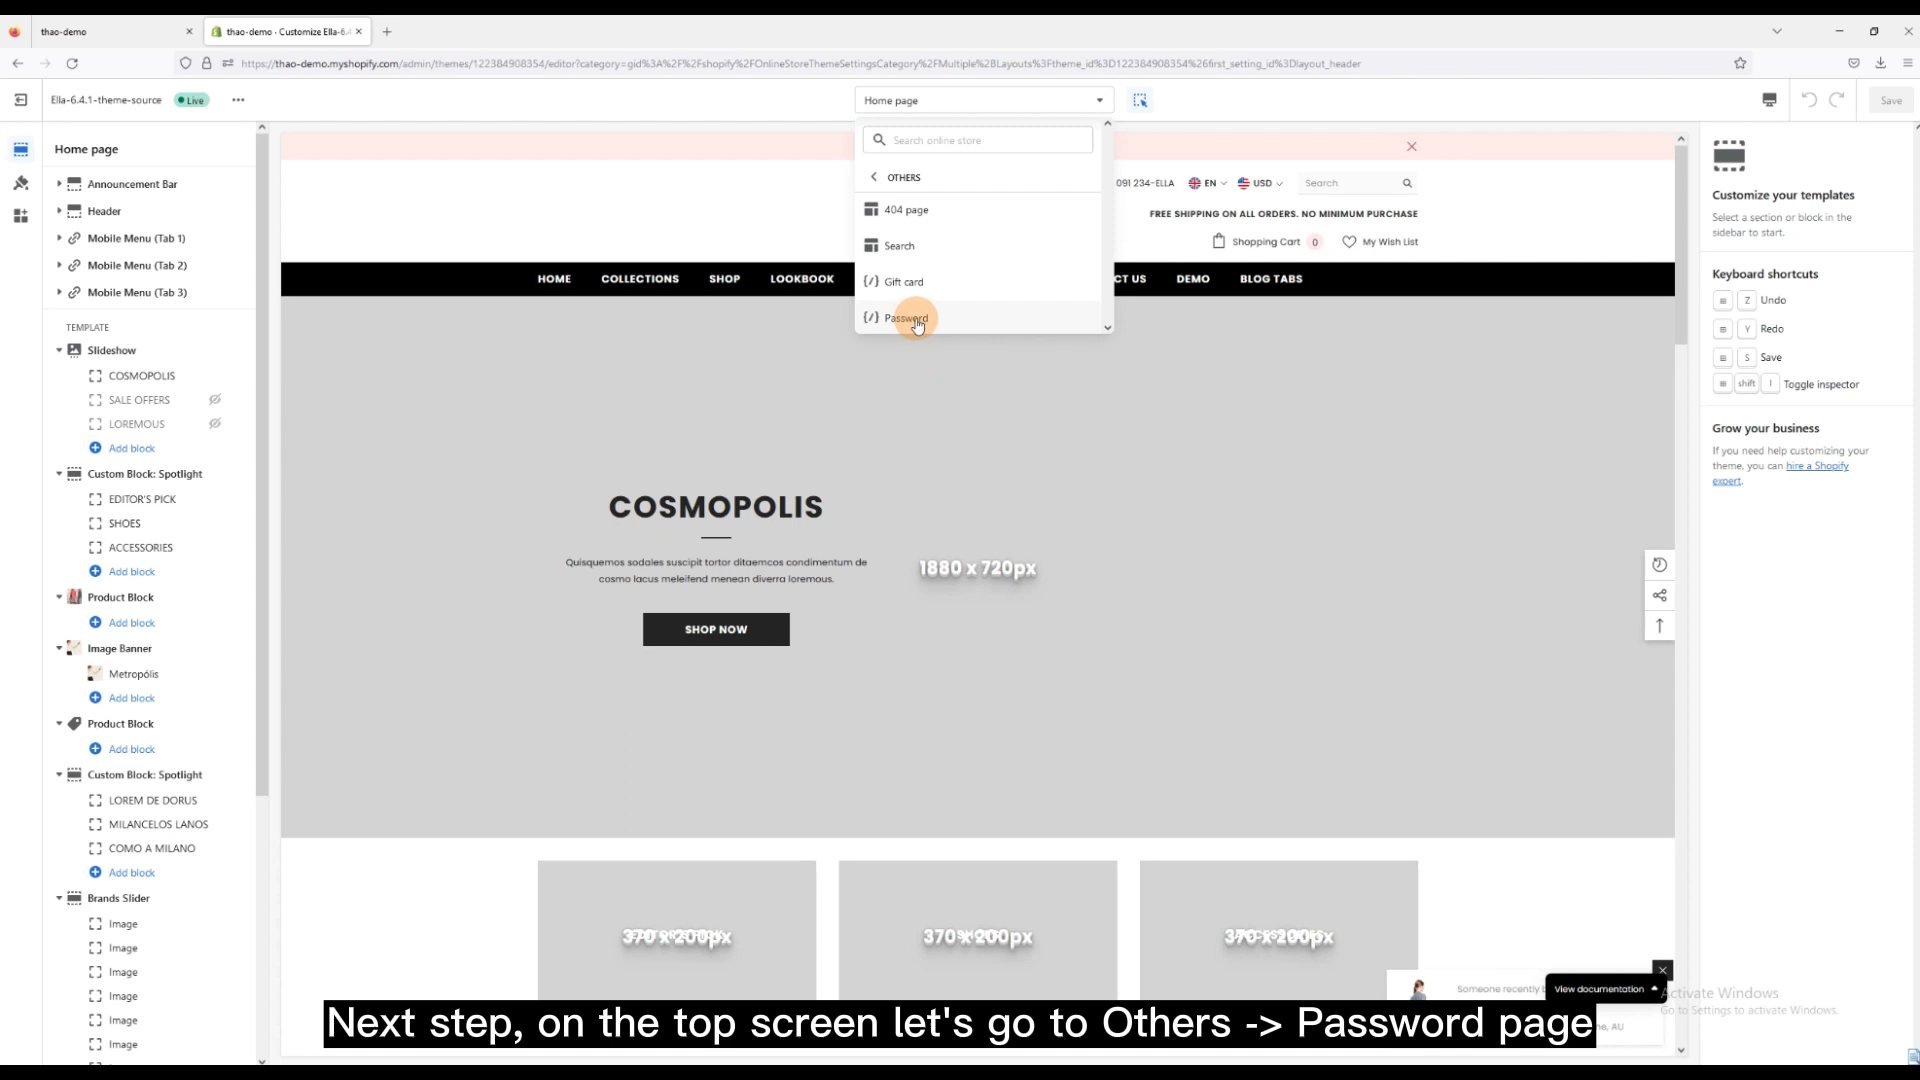 thao-demo
thao-demo · Customize Ella-6.4
https://thao-demo.myshopify.com/admin/themes/122384908354/editor?category=gid%3A%2F%2Fshopify%2FOnlineStoreThemeSettingsCategory%2FMultiple%2BLayouts%3Ftheme_id%3D122384908354%26first_setting_id%3Dlayout_header
Ella-6.4.1-theme-source
Live
Home page
Save
Home page
Announcement Bar
Header
Mobile Menu (Tab 1)
Mobile Menu (Tab 2)
Mobile Menu (Tab 3)
TEMPLATE
Slideshow
COSMOPOLIS
SALE OFFERS
LOREMOUS
Add block
Custom Block: Spotlight
EDITOR'S PICK
SHOES
ACCESSORIES
Add block
Product Block
Add block
Image Banner
Metropólis
Add block
Product Block
Add block
Custom Block: Spotlight
LOREM DE DORUS
MILANCELOS LANOS
COMO A MILANO
Add block
Brands Slider
Image
Image
Image
Image
Image
Image
Search online store
OTHERS
404 page
Search
Gift card
Password
091 234-ELLA
EN
USD
Search
FREE SHIPPING ON ALL ORDERS. NO MINIMUM PURCHASE
Shopping Cart 0
My Wish List
HOME
COLLECTIONS
SHOP
LOOKBOOK
CT US
DEMO
BLOG TABS
COSMOPOLIS
Quisquemos sodales suscipit tortor ditaemcos condimentum de
cosmo lacus meleifend menean diverra loremous.
SHOP NOW
1880 x 720px
370 x 200px
370 x 200px
370 x 200px
Someone recently
View documentation
ne, AU
Customize your templates
Select a section or block in the
sidebar to start.
Keyboard shortcuts
Z Undo
Y Redo
S Save
shift I Toggle inspector
Grow your business
If you need help customizing your
theme, you can hire a Shopify
expert.
Activate Windows
Go to Settings to activate Windows.
Next step, on the top screen let's go to Others -> Password page